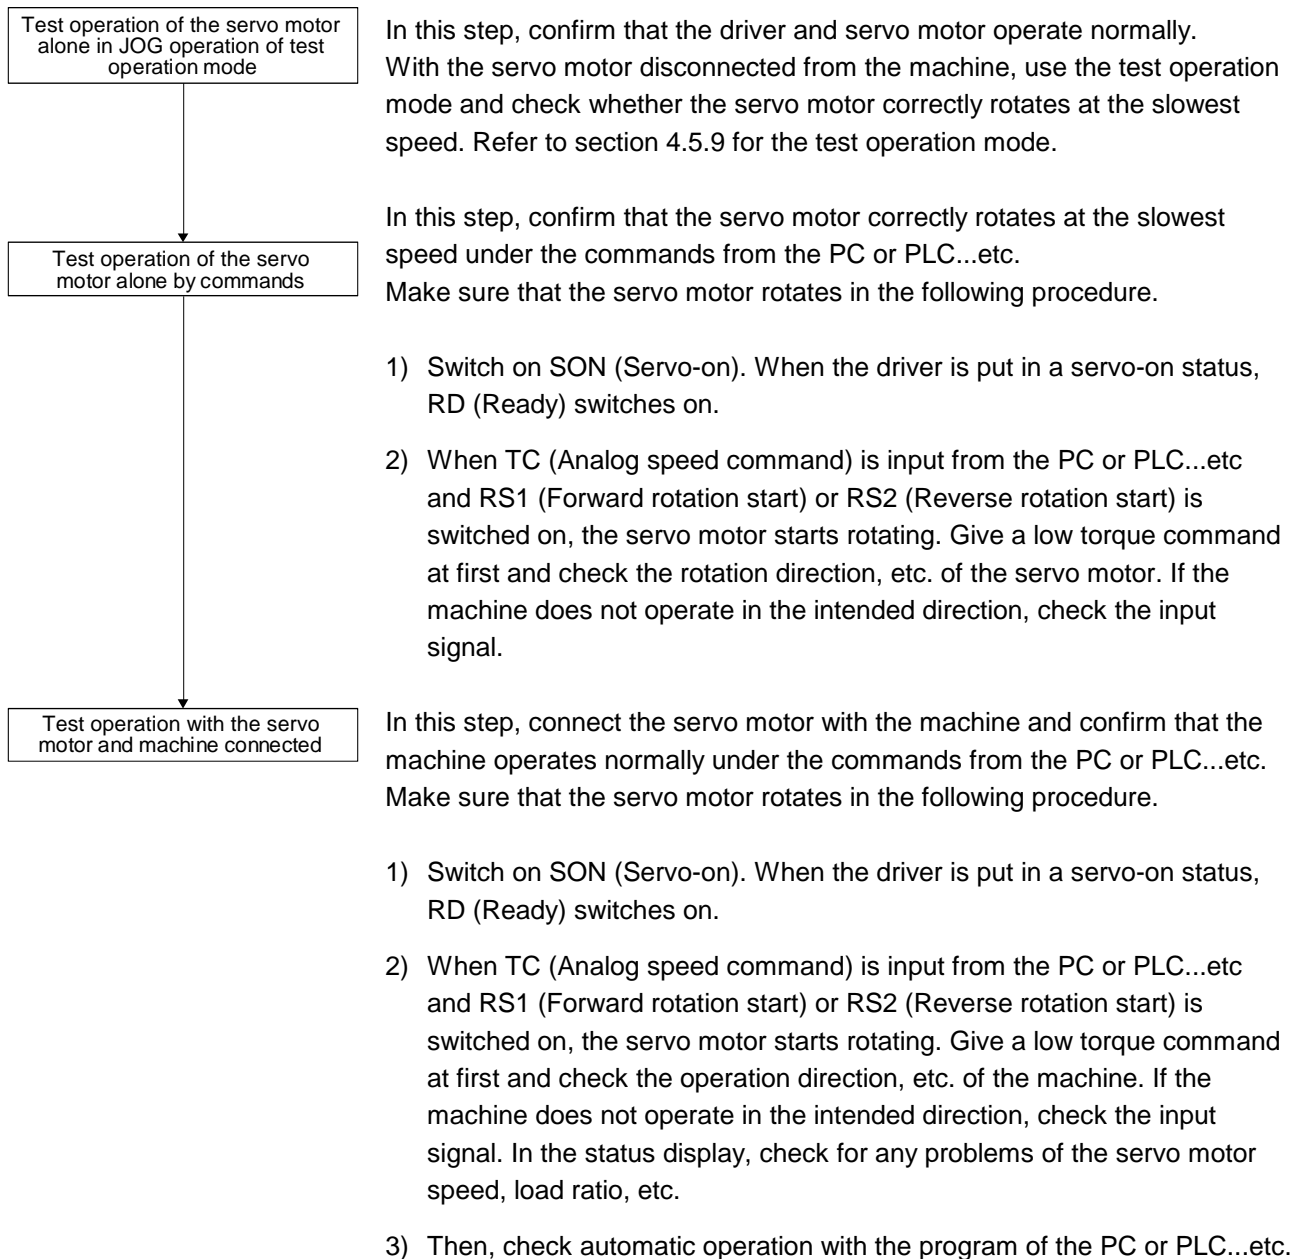 Test operation of the servo motor
alone in JOG operation of test
operation mode
In this step, confirm that the driver and servo motor operate normally.
With the servo motor disconnected from the machine, use the test operation
mode and check whether the servo motor correctly rotates at the slowest
speed. Refer to section 4.5.9 for the test operation mode.
Test operation of the servo
motor alone by commands
In this step, confirm that the servo motor correctly rotates at the slowest
speed under the commands from the PC or PLC...etc.
Make sure that the servo motor rotates in the following procedure.
1) Switch on SON (Servo-on). When the driver is put in a servo-on status,
RD (Ready) switches on.
2) When TC (Analog speed command) is input from the PC or PLC...etc
and RS1 (Forward rotation start) or RS2 (Reverse rotation start) is
switched on, the servo motor starts rotating. Give a low torque command
at first and check the rotation direction, etc. of the servo motor. If the
machine does not operate in the intended direction, check the input
signal.
Test operation with the servo
motor and machine connected
In this step, connect the servo motor with the machine and confirm that the
machine operates normally under the commands from the PC or PLC...etc.
Make sure that the servo motor rotates in the following procedure.
1) Switch on SON (Servo-on). When the driver is put in a servo-on status,
RD (Ready) switches on.
2) When TC (Analog speed command) is input from the PC or PLC...etc
and RS1 (Forward rotation start) or RS2 (Reverse rotation start) is
switched on, the servo motor starts rotating. Give a low torque command
at first and check the operation direction, etc. of the machine. If the
machine does not operate in the intended direction, check the input
signal. In the status display, check for any problems of the servo motor
speed, load ratio, etc.
3) Then, check automatic operation with the program of the PC or PLC...etc.